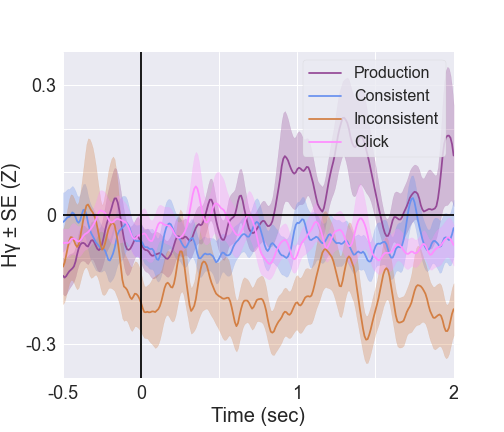 Production
Consistent
Inconsistent
Click
0.3
0
-0.3
Hγ ± SE (Z)
-0.5 0 1 2
Time (sec)